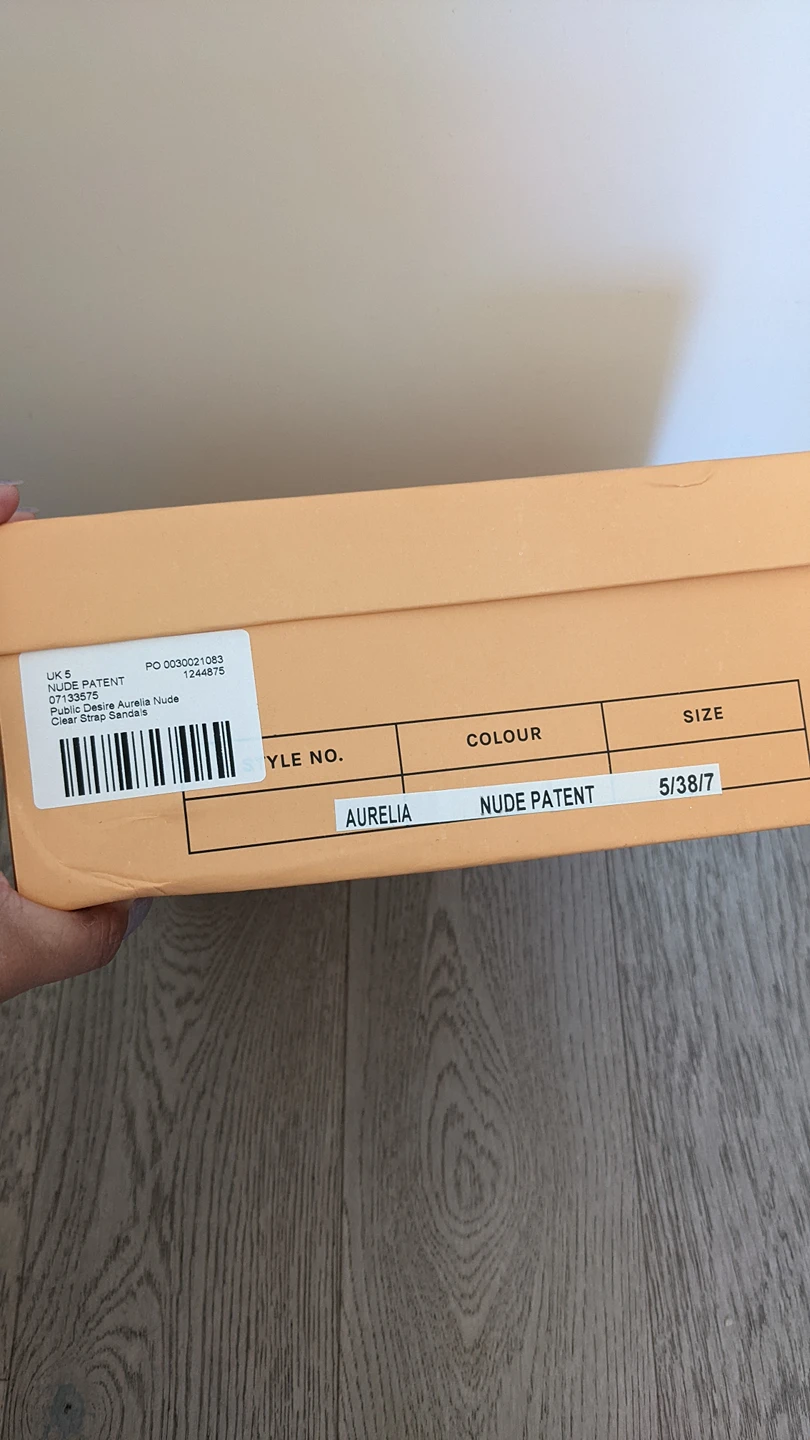 UK 5 PO 0030021083
NUDE PATENT 1244875
07133575
Public Desire Aurelia Nude
Clear Strap Sandals
STYLE NO. COLOUR SIZE
AURELIA NUDE PATENT 5/38/7